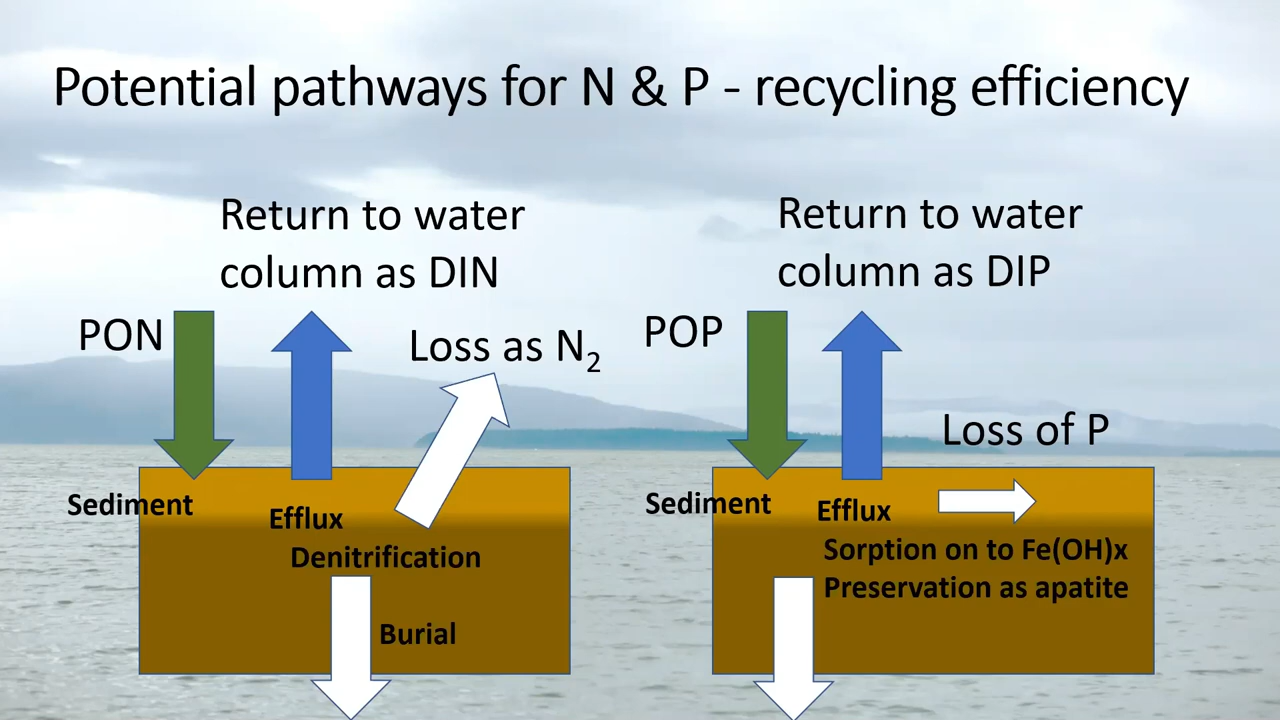 Potential pathways for N & P - recycling efficiency
Return to water
column as DIN
PON
Loss as N₂
Sediment
Efflux
Denitrification
Burial
Return to water
column as DIP
POP
Loss of P
Sediment
Efflux
Sorption on to Fe(OH)x
Preservation as apatite